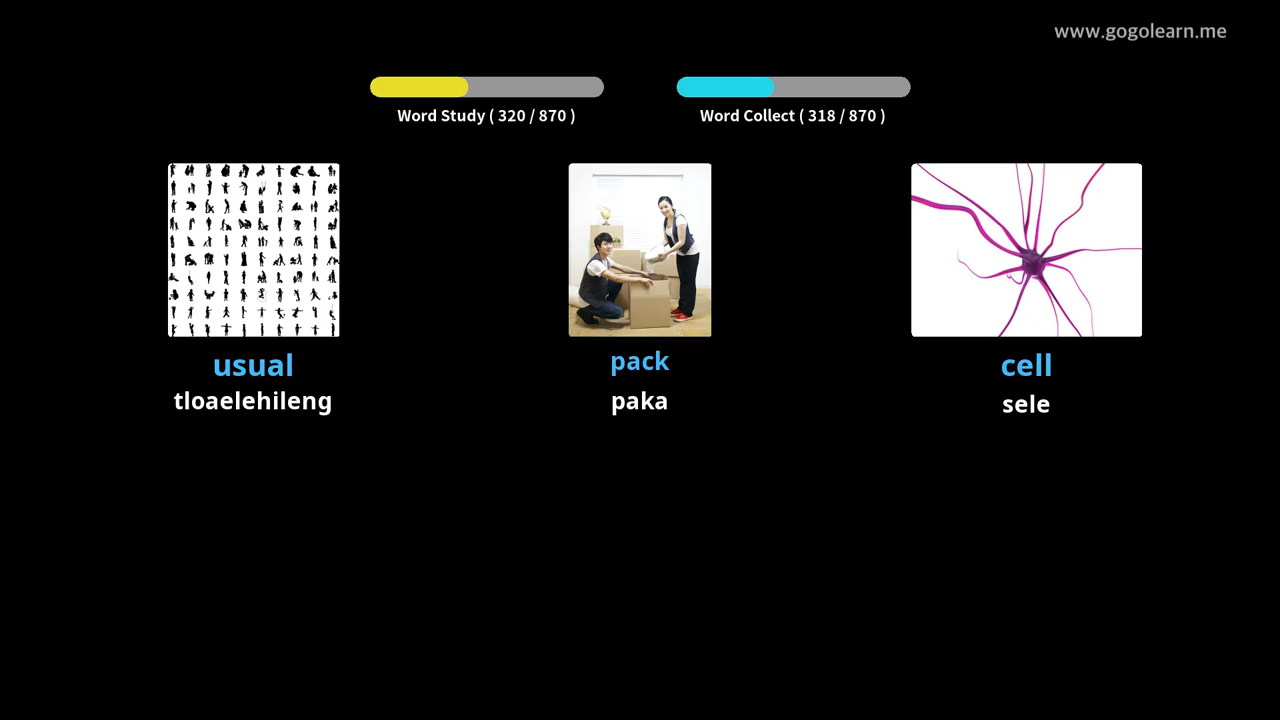 www.gogolearn.me
Word Study ( 320 / 870 )
Word Collect ( 318 / 870 )
usual
tloaelehileng
pack
paka
cell
sele